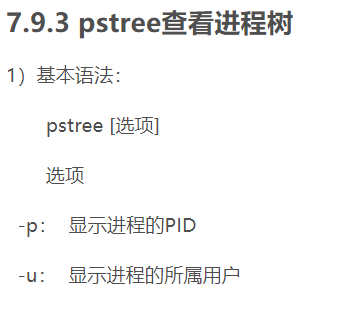 7.9.3 pstree查看进程树
1）基本语法：
pstree [选项]
选项
-p： 显示进程的PID
-u： 显示进程的所属用户